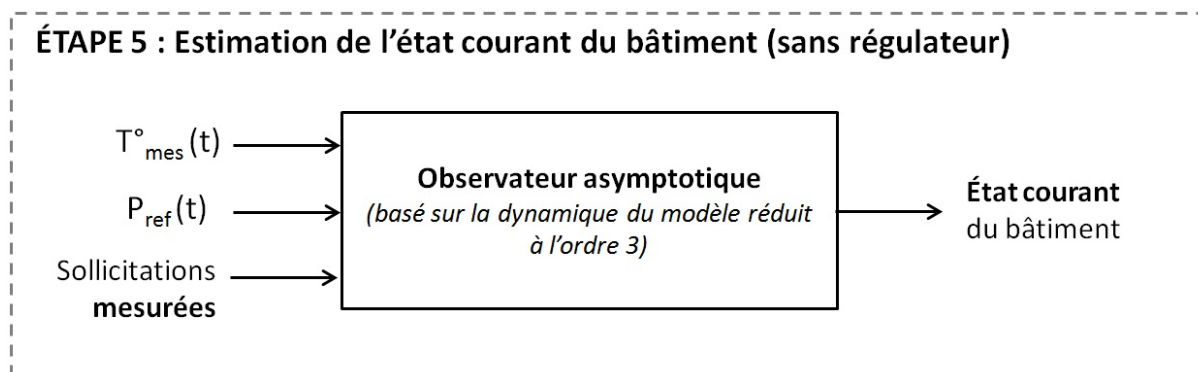 ÉTAPE 5 : Estimation de l’état courant du bâtiment (sans régulateur)
T°mes (t)
Pref (t)
Sollicitations
mesurées
Observateur asymptotique
(basé sur la dynamique du modèle réduit
à l’ordre 3)
État courant
du bâtiment